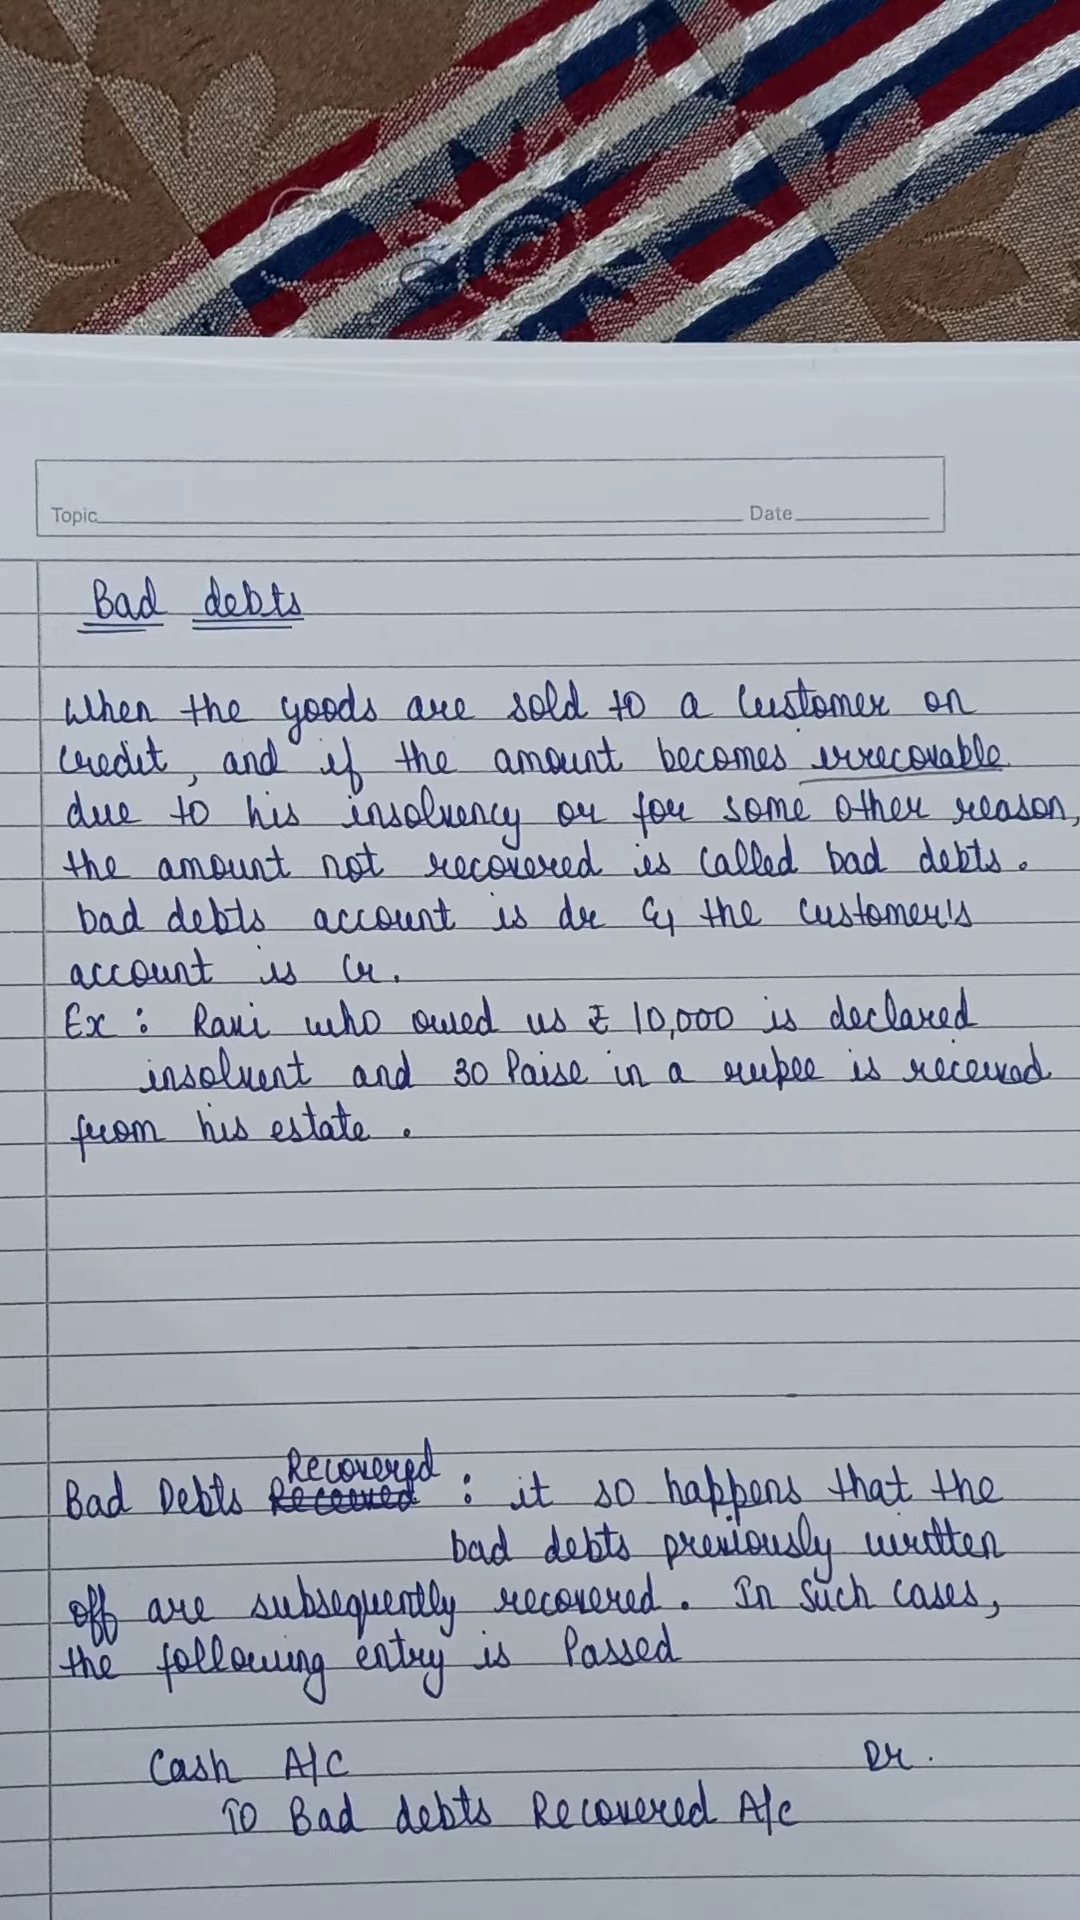 Topic Date
Bad debts
When the goods are sold to a Customer on
credit, and if the amount becomes irrecovable
due to his insolvency or for some other reason,
the amount not recovered is called bad debts.
bad debts account is dr & the customer's
account is Cr.
Ex : Ravi who owed us ₹ 10,000 is declared
insolvent and 30 Paise in a rupee is received
from his estate.
Recovered
Bad Debts Received : it so happens that the
bad debts previously written
off are subsequently recovered. In such cases,
the following entry is Passed
Cash A/C Dr.
To Bad debts Recovered A/c